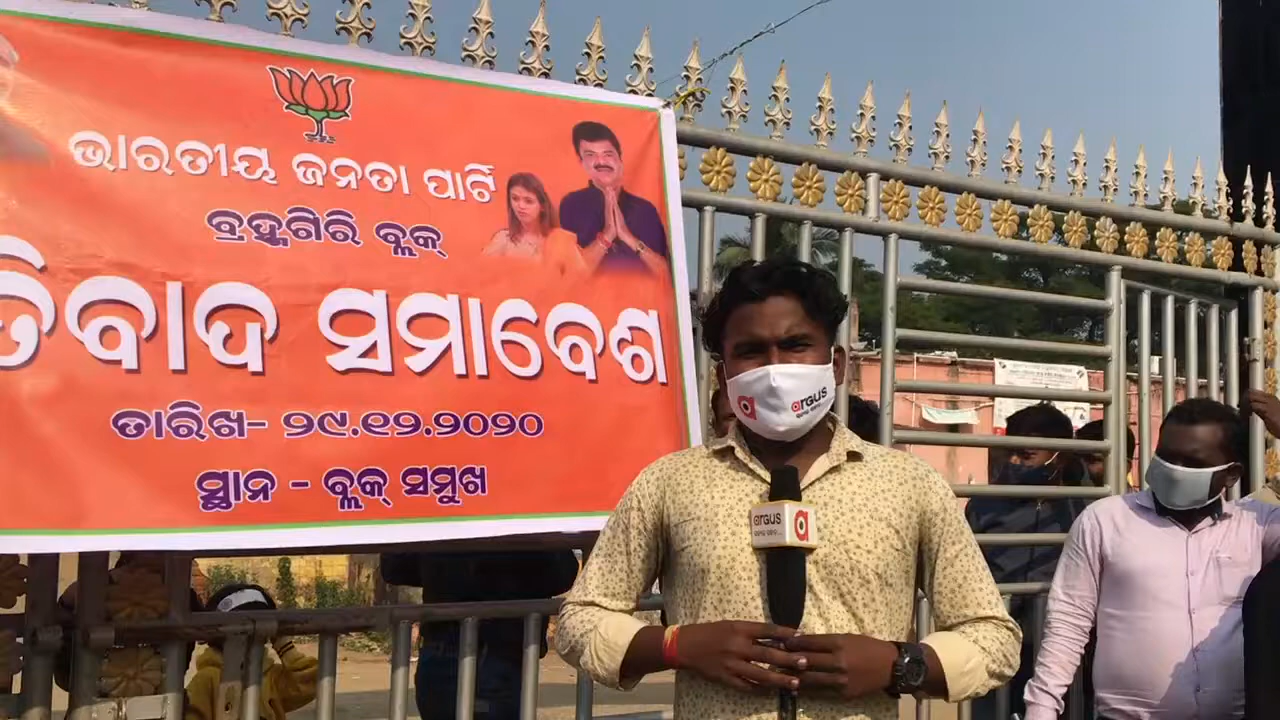 ଭାରତୀୟ ଜନତା ପାର୍ଟି
ବ୍ରହ୍ମଗିରି ବ୍ଲକ୍
ତିବାଦ ସମାବେଶ
ତାରିଖ- ୨୯.୧୨.୨୦୨୦
ସ୍ଥାନ - ବ୍ଲକ୍ ସମୁଖ
argus
argus